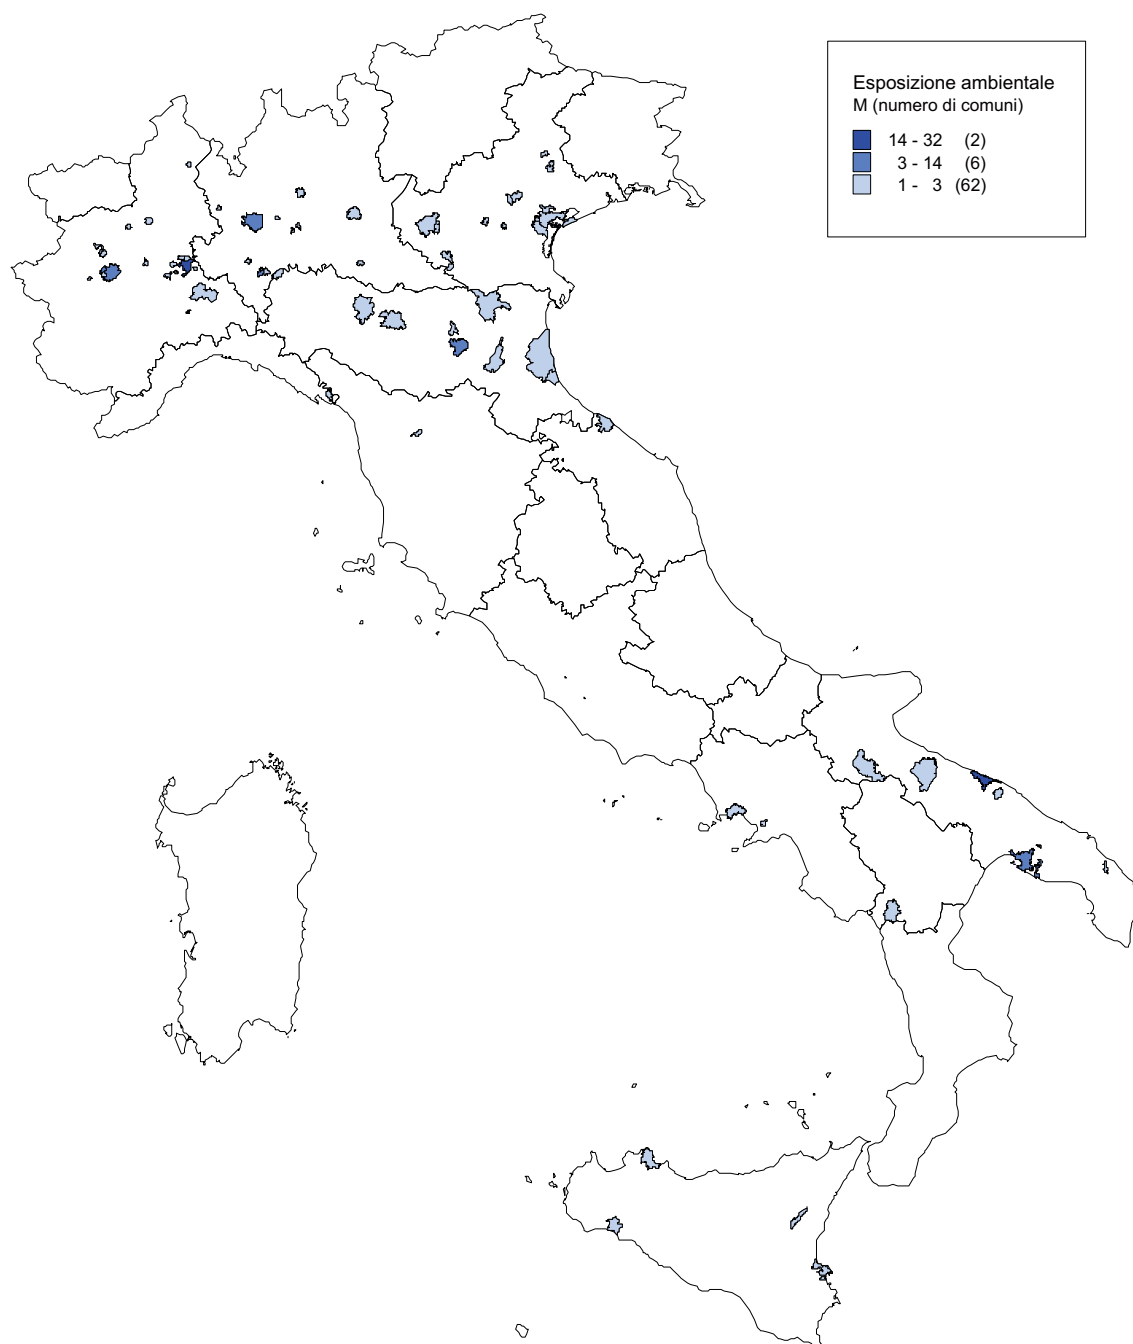 Esposizione ambientale
M (numero di comuni)
14 - 32 (2)
3 - 14 (6)
1 - 3 (62)